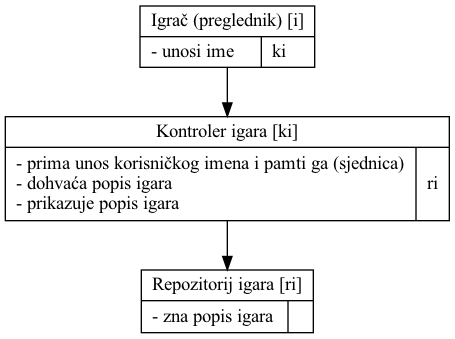 Igrač (preglednik) [i]
- unosi ime
ki
Kontroler igara [ki]
- prima unos korisničkog imena i pamti ga (sjednica)
- dohvaća popis igara
- prikazuje popis igara
ri
Repozitorij igara [ri]
- zna popis igara